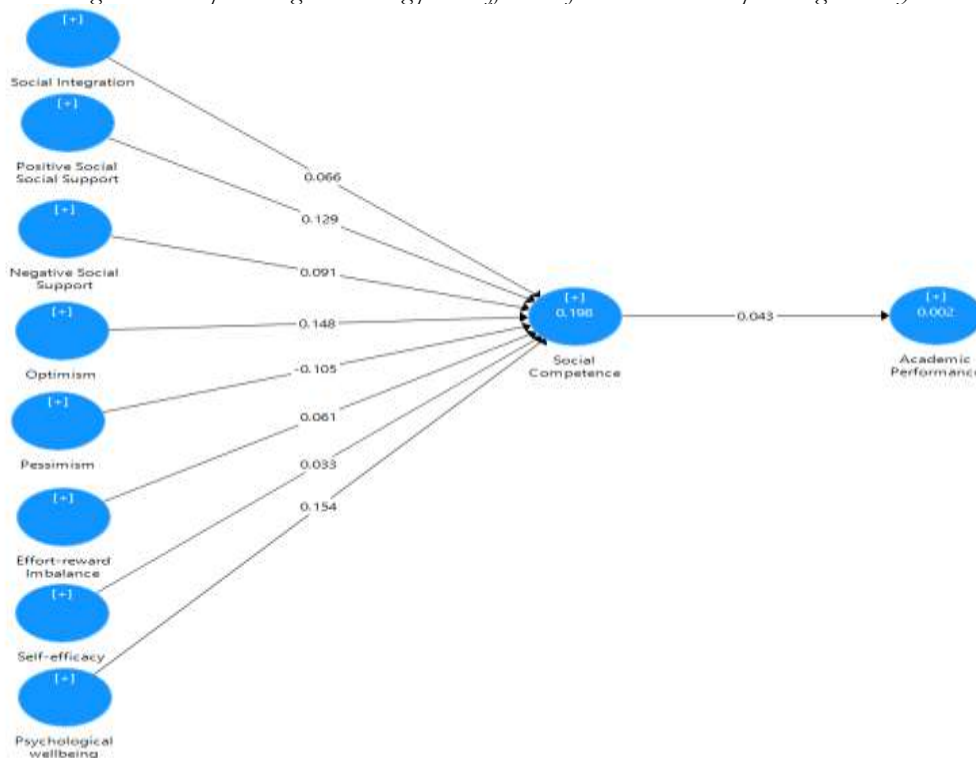 [+]
Social Integration
[+]
Positive Social
Social Support
[+]
Negative Social
Support
[+]
Optimism
[+]
Pessimism
[+]
Effort-reward
Imbalance
[+]
Self-efficacy
[+]
Psychological
wellbeing
0.066
0.129
0.091
0.148
-0.105
0.061
0.033
0.154
[+]
0.198
Social
Competence
0.043
[+]
0.002
Academic
Performance